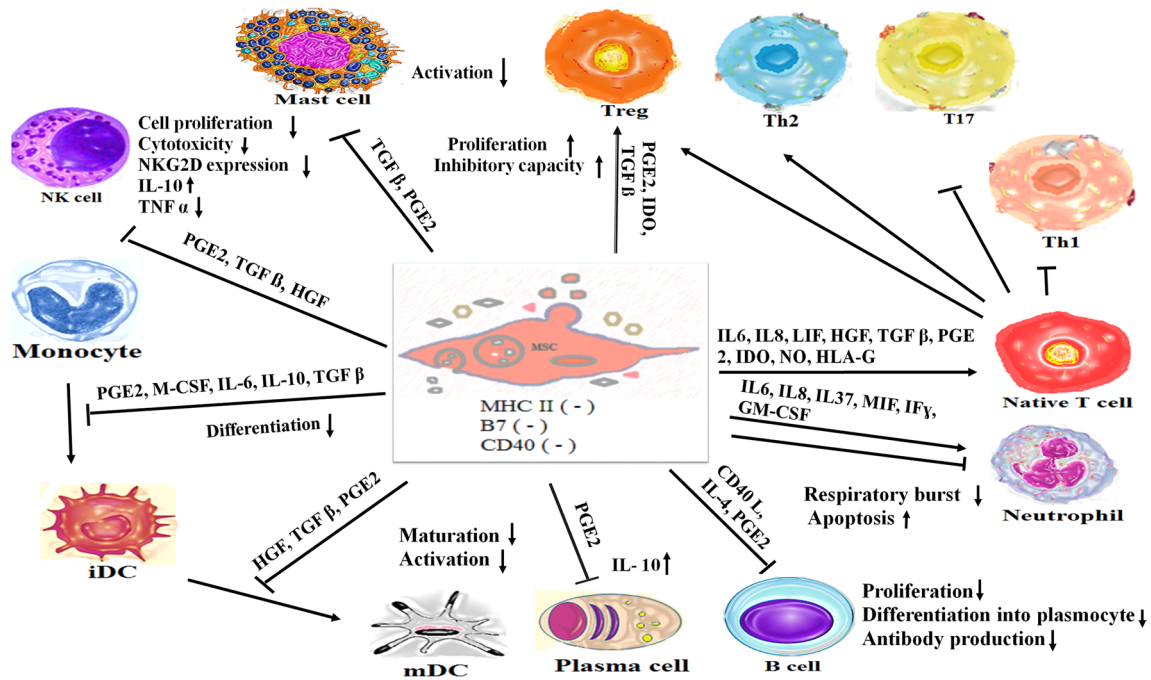 Mast cell
Activation ↓
Treg
Th2
T17
Th1
NK cell
Cell proliferation ↓
Cytotoxicity ↓
NKG2D expression ↓
IL-10 ↑
TNF α ↓
TGF β, PGE2
Proliferation ↑
Inhibitory capacity ↑
PGE2, IDO,
TGF ß
PGE2, TGF ß, HGF
Monocyte
PGE2, M-CSF, IL-6, IL-10, TGF β
Differentiation ↓
MSC
MHC II ( - )
B7 ( - )
CD40 ( - )
IL6, IL8, LIF, HGF, TGF β, PGE
2, IDO, NO, HLA-G
Native T cell
IL6, IL8, IL37, MIF, IFγ,
GM-CSF
Respiratory burst ↓
Apoptosis ↑
Neutrophil
iDC
HGF, TGF β, PGE2
Maturation ↓
Activation ↓
mDC
PGE2
IL- 10 ↑
Plasma cell
CD40 L,
IL-4, PGE2
B cell
Proliferation ↓
Differentiation into plasmocyte ↓
Antibody production ↓